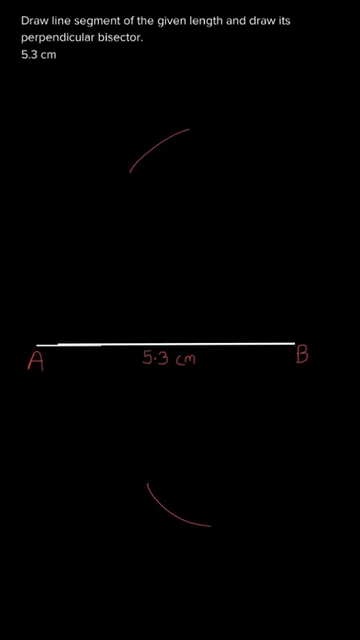 Draw line segment of the given length and draw its
perpendicular bisector.
5.3 cm
A
5.3 cm
B